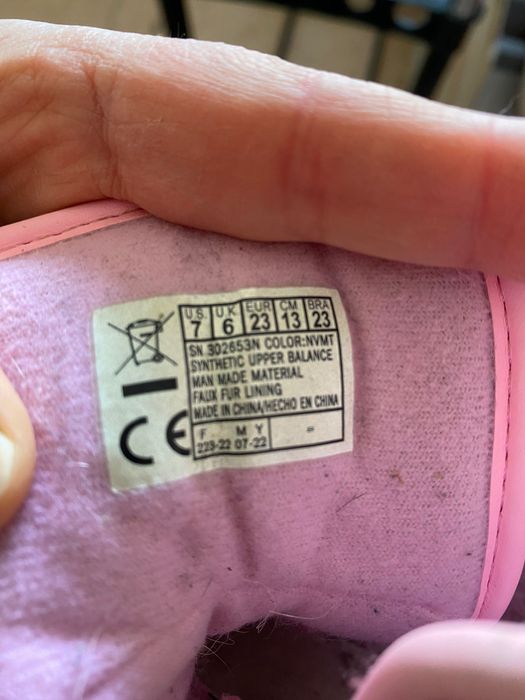 U.S. U.K. EUR CM BRA
7 6 23 13 23
SN 302653N COLOR:NVMT
SYNTHETIC UPPER BALANCE
MAN MADE MATERIAL
FAUX FUR LINING
MADE IN CHINA/HECHO EN CHINA
CE
F M Y =
223-22 07-22